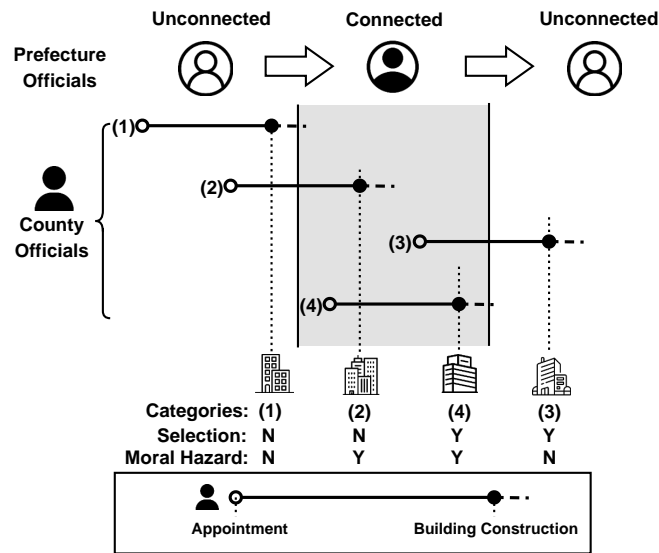 Unconnected Connected Unconnected
Prefecture
Officials
(1)
(2)
County
Officials
(3)
(4)
Categories: (1) (2) (4) (3)
Selection: N N Y Y
Moral Hazard: N Y Y N
Appointment Building Construction